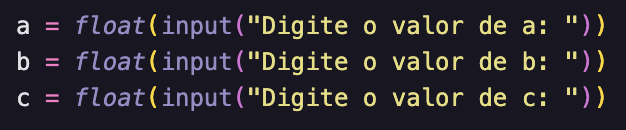 a = float(input("Digite o valor de a: "))
b = float(input("Digite o valor de b: "))
c = float(input("Digite o valor de c: "))